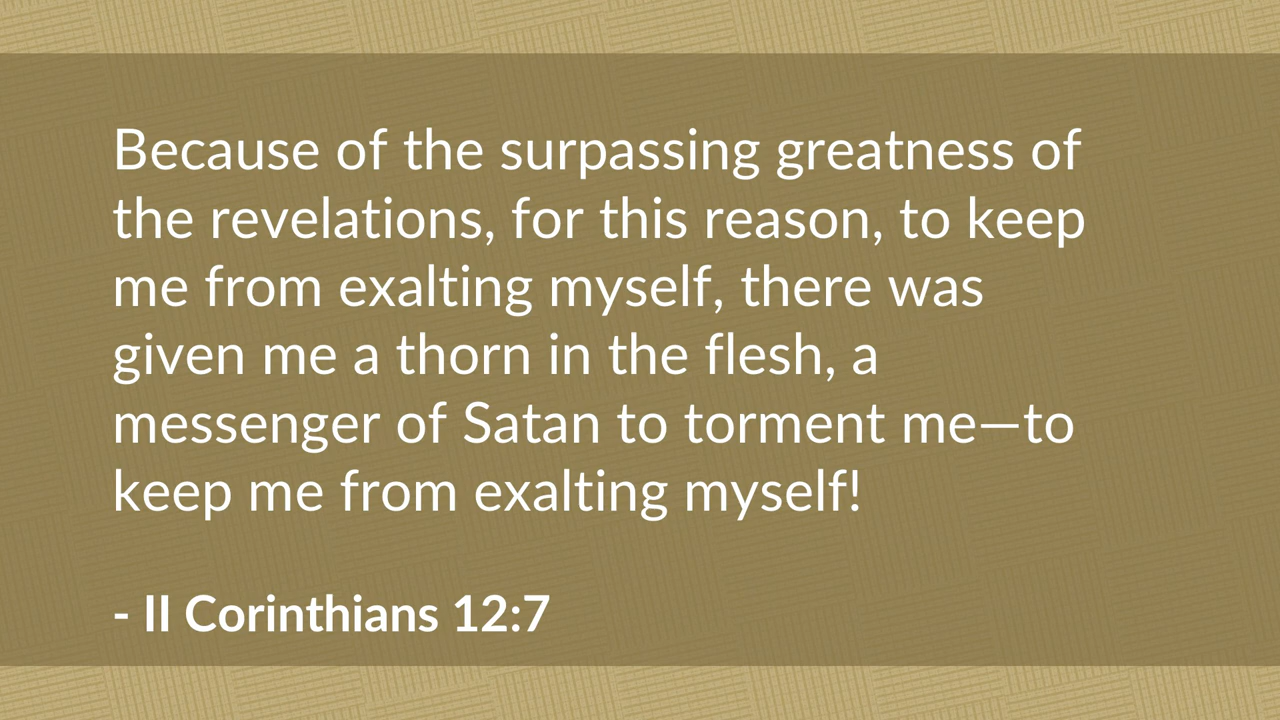 Because of the surpassing greatness of
the revelations, for this reason, to keep
me from exalting myself, there was
given me a thorn in the flesh, a
messenger of Satan to torment me—to
keep me from exalting myself!
- II Corinthians 12:7